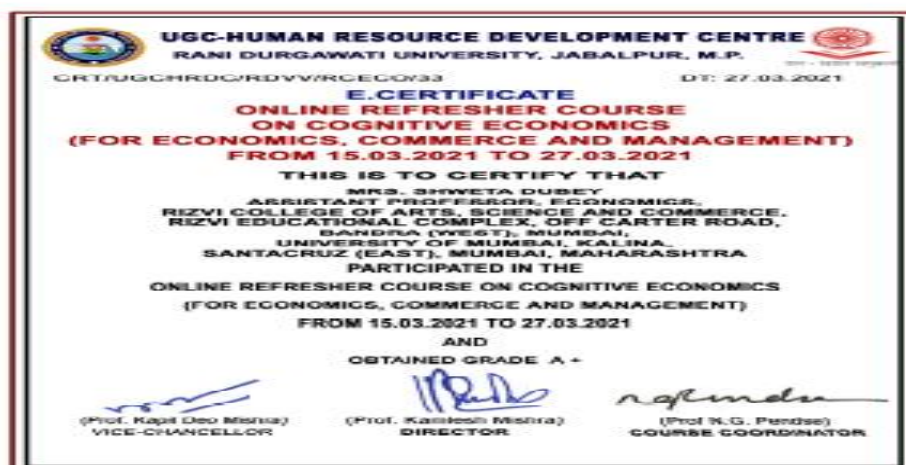 UGC-HUMAN RESOURCE DEVELOPMENT CENTRE
RANI DURGAWATI UNIVERSITY, JABALPUR, M.P.
CRT/UGCHRDC/RDVV/RCECO/33 DT: 27.03.2021
E.CERTIFICATE
ONLINE REFRESHER COURSE
ON COGNITIVE ECONOMICS
(FOR ECONOMICS, COMMERCE AND MANAGEMENT)
FROM 15.03.2021 TO 27.03.2021
THIS IS TO CERTIFY THAT
MRS. SHWETA DUBEY
ASSISTANT PROFESSOR, ECONOMICS,
RIZVI COLLEGE OF ARTS, SCIENCE AND COMMERCE,
RIZVI EDUCATIONAL COMPLEX, OFF CARTER ROAD,
BANDRA (WEST), MUMBAI,
UNIVERSITY OF MUMBAI, KALINA,
SANTACRUZ (EAST), MUMBAI, MAHARASHTRA
PARTICIPATED IN THE
ONLINE REFRESHER COURSE ON COGNITIVE ECONOMICS
(FOR ECONOMICS, COMMERCE AND MANAGEMENT)
FROM 15.03.2021 TO 27.03.2021
AND
OBTAINED GRADE A +
(Prof. Kapil Deo Mishra) (Prof. Kamlesh Mishra) (Prof N.G. Pendse)
VICE-CHANCELLOR DIRECTOR COURSE COORDINATOR